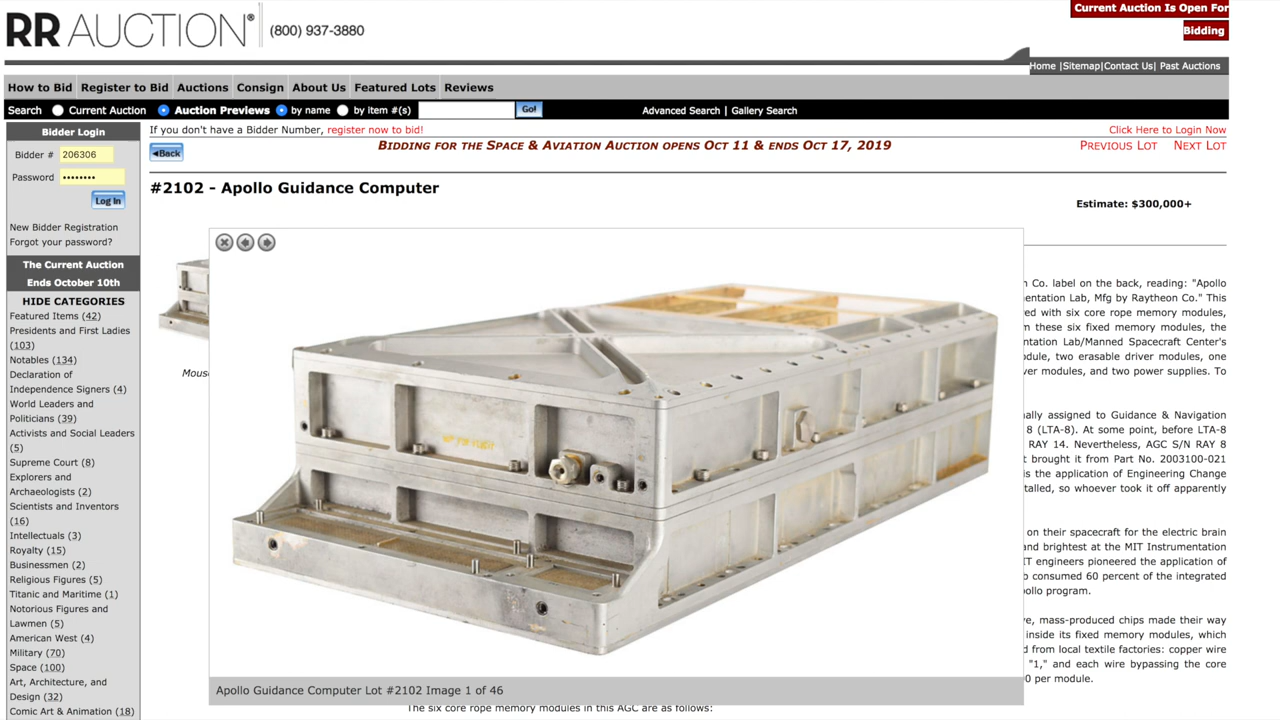 RR AUCTION®
(800) 937-3880
Current Auction Is Open For
Bidding
Home |Sitemap|Contact Us| Past Auctions
How to Bid Register to Bid Auctions Consign About Us Featured Lots Reviews
Search Current Auction Auction Previews by name by item #(s) Go! Advanced Search | Gallery Search
Bidder Login
Bidder # 206306
Password ••••••••
Log In
New Bidder Registration
Forgot your password?
The Current Auction
Ends October 10th
HIDE CATEGORIES
Featured Items (42)
Presidents and First Ladies
(103)
Notables (134)
Declaration of
Independence Signers (4)
World Leaders and
Politicians (39)
Activists and Social Leaders
(5)
Supreme Court (8)
Explorers and
Archaeologists (2)
Scientists and Inventors
(16)
Intellectuals (3)
Royalty (15)
Businessmen (2)
Religious Figures (5)
Titanic and Maritime (1)
Notorious Figures and
Lawmen (5)
American West (4)
Military (70)
Space (100)
Art, Architecture, and
Design (32)
Comic Art & Animation (18)
If you don't have a Bidder Number, register now to bid!
Click Here to Login Now
◄Back
Bidding for the Space & Aviation Auction opens Oct 11 & ends Oct 17, 2019
Previous Lot Next Lot
#2102 - Apollo Guidance Computer
Estimate: $300,000+
Co. label on the back, reading: "Apollo
entation Lab, Mfg by Raytheon Co." This
ed with six core rope memory modules,
m these six fixed memory modules, the
ntation Lab/Manned Spacecraft Center's
odule, two erasable driver modules, one
ver modules, and two power supplies. To
Mous
nally assigned to Guidance & Navigation
8 (LTA-8). At some point, before LTA-8
RAY 14. Nevertheless, AGC S/N RAY 8
t brought it from Part No. 2003100-021
is the application of Engineering Change
talled, so whoever took it off apparently
on their spacecraft for the electric brain
and brightest at the MIT Instrumentation
IT engineers pioneered the application of
consumed 60 percent of the integrated
ollo program.
ve, mass-produced chips made their way
inside its fixed memory modules, which
d from local textile factories: copper wire
"1," and each wire bypassing the core
0 per module.
NOT FOR FLIGHT
Apollo Guidance Computer Lot #2102 Image 1 of 46
The six core rope memory modules in this AGC are as follows: